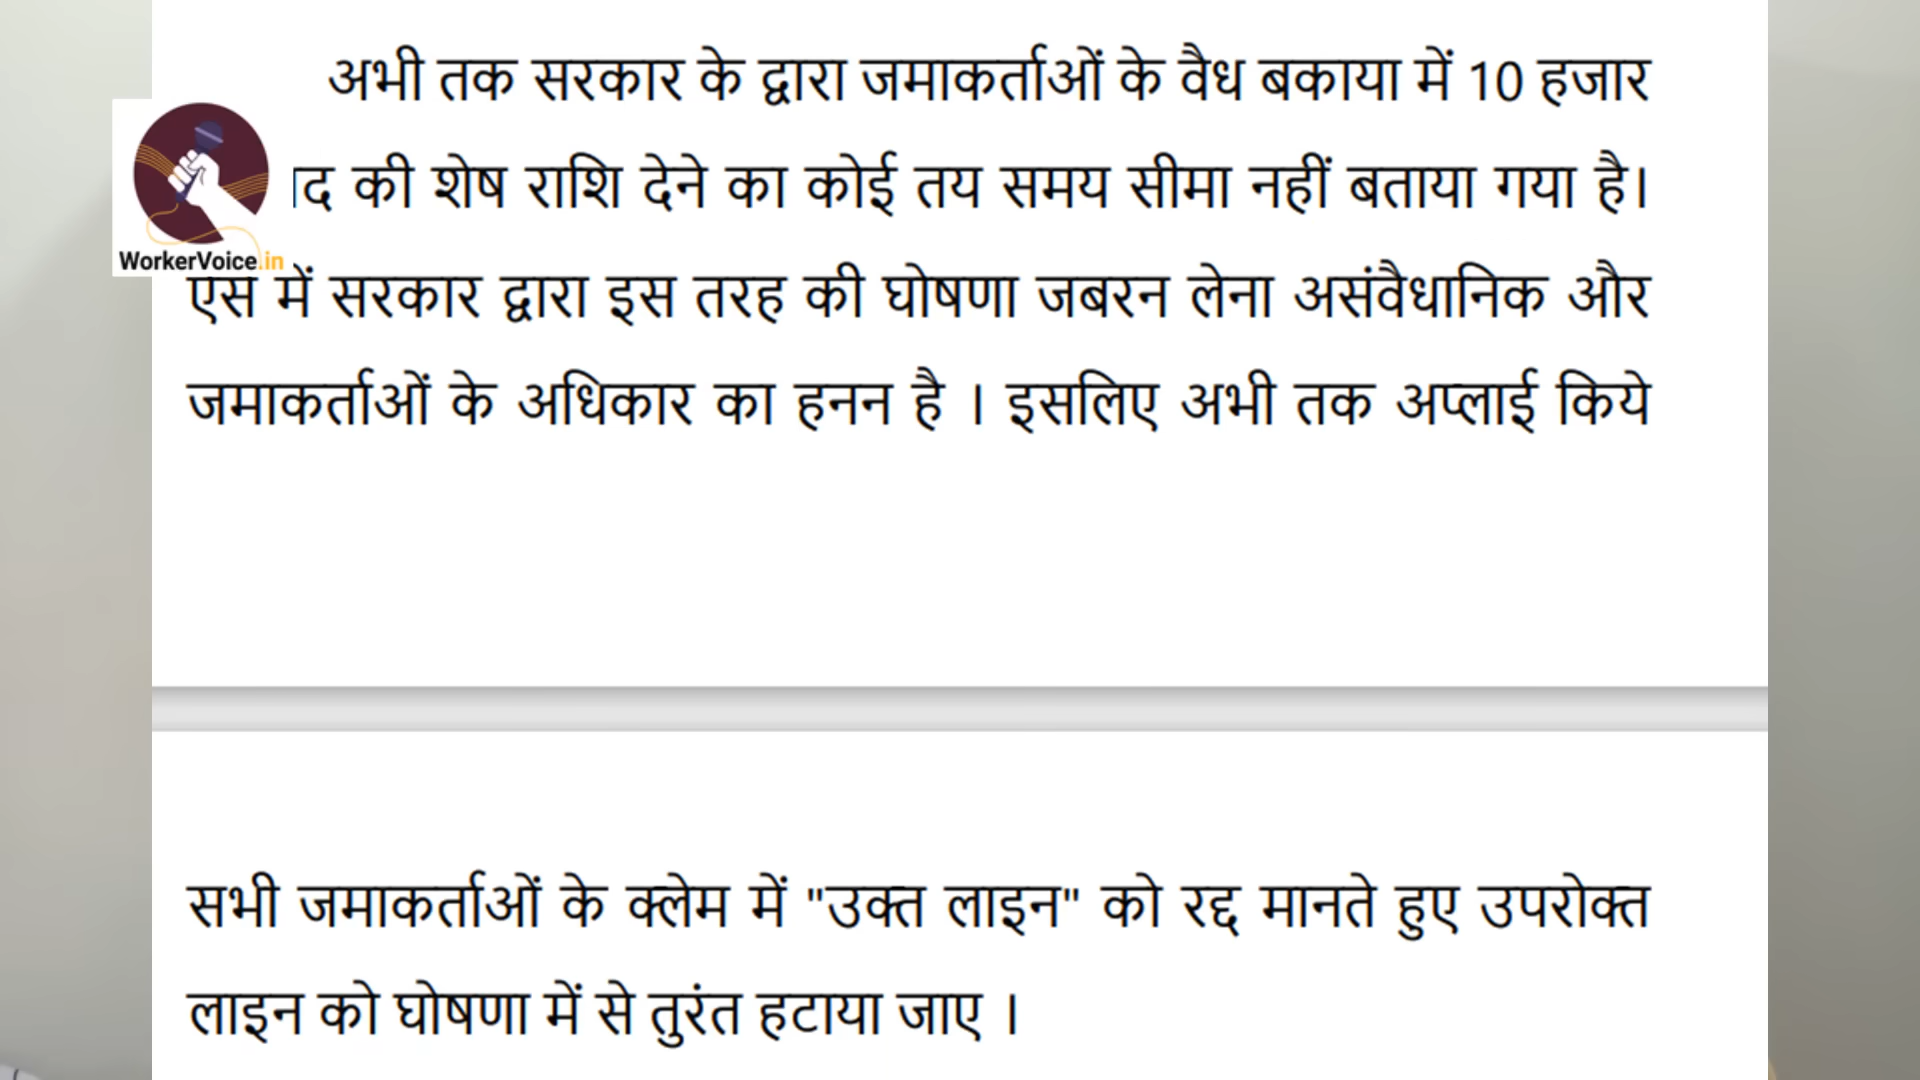 अभी तक सरकार के द्वारा जमाकर्ताओं के वैध बकाया में 10 हजार
की शेष राशि देने का कोई तय समय सीमा नहीं बताया गया है।
WorkerVoice.in
में सरकार द्वारा इस तरह की घोषणा जबरन लेना असंवैधानिक और
जमाकर्ताओं के अधिकार का हनन है । इसलिए अभी तक अप्लाई किये
सभी जमाकर्ताओं के क्लेम में "उक्त लाइन" को रद्द मानते हुए उपरोक्त
लाइन को घोषणा में से तुरंत हटाया जाए ।